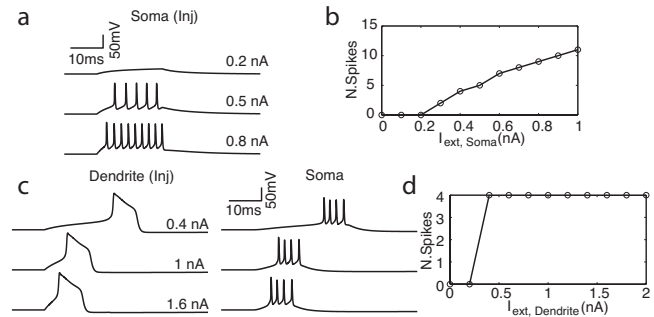 a
Soma (Inj)
50mV
10ms
0.2 nA
0.5 nA
0.8 nA
b
N.Spikes
15
10
5
0
0 0.2 0.4 0.6 0.8 1
I ext, Soma (nA)
c
Dendrite (Inj)
0.4 nA
1 nA
1.6 nA
Soma
50mV
10ms
d
N.Spikes
4
3
2
1
0
0 0.5 1 1.5 2
I ext, Dendrite (nA)